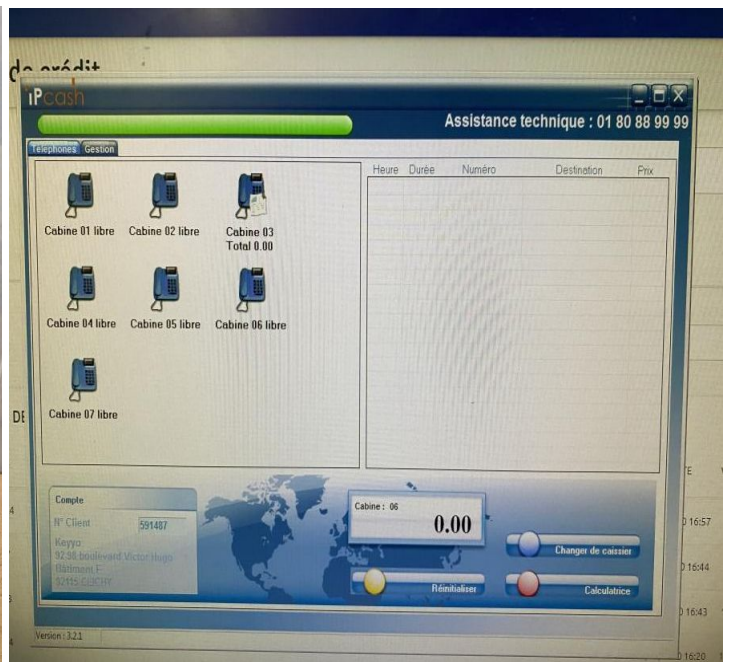 de crédit
iPcash
Assistance technique : 01 80 88 99 99
Telephones Gestion
Heure Durée Numéro Destination Prix
Cabine 01 libre Cabine 02 libre Cabine 03
Total 0.00
Cabine 04 libre Cabine 05 libre Cabine 06 libre
Cabine 07 libre
DE
Compte
N° Client 591487
Keyyo
92-98 boulevard Victor Hugo
Bâtiment F
92115 CLICHY
Cabine : 06
0.00
Changer de caissier
Réinitialiser Calculatrice
Version : 3.2.1
16:57
16:44
16:43
16:20